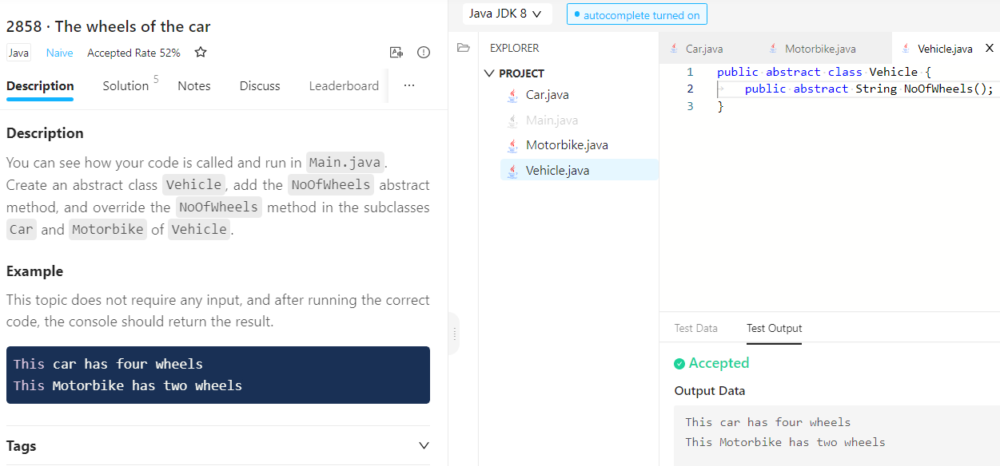 2858 · The wheels of the car
Java Naive Accepted Rate 52%
Description Solution 5 Notes Discuss Leaderboard ...
Description
You can see how your code is called and run in Main.java.
Create an abstract class Vehicle, add the NoOfWheels abstract
method, and override the NoOfWheels method in the subclasses
Car and Motorbike of Vehicle.
Example
This topic does not require any input, and after running the correct
code, the console should return the result.
This car has four wheels
This Motorbike has two wheels
Tags
Java JDK 8
autocomplete turned on
EXPLORER
PROJECT
Car.java
Main.java
Motorbike.java
Vehicle.java
Car.java Motorbike.java Vehicle.java X
1 public abstract class Vehicle {
2 public abstract String NoOfWheels();
3 }
Test Data Test Output
Accepted
Output Data
This car has four wheels
This Motorbike has two wheels